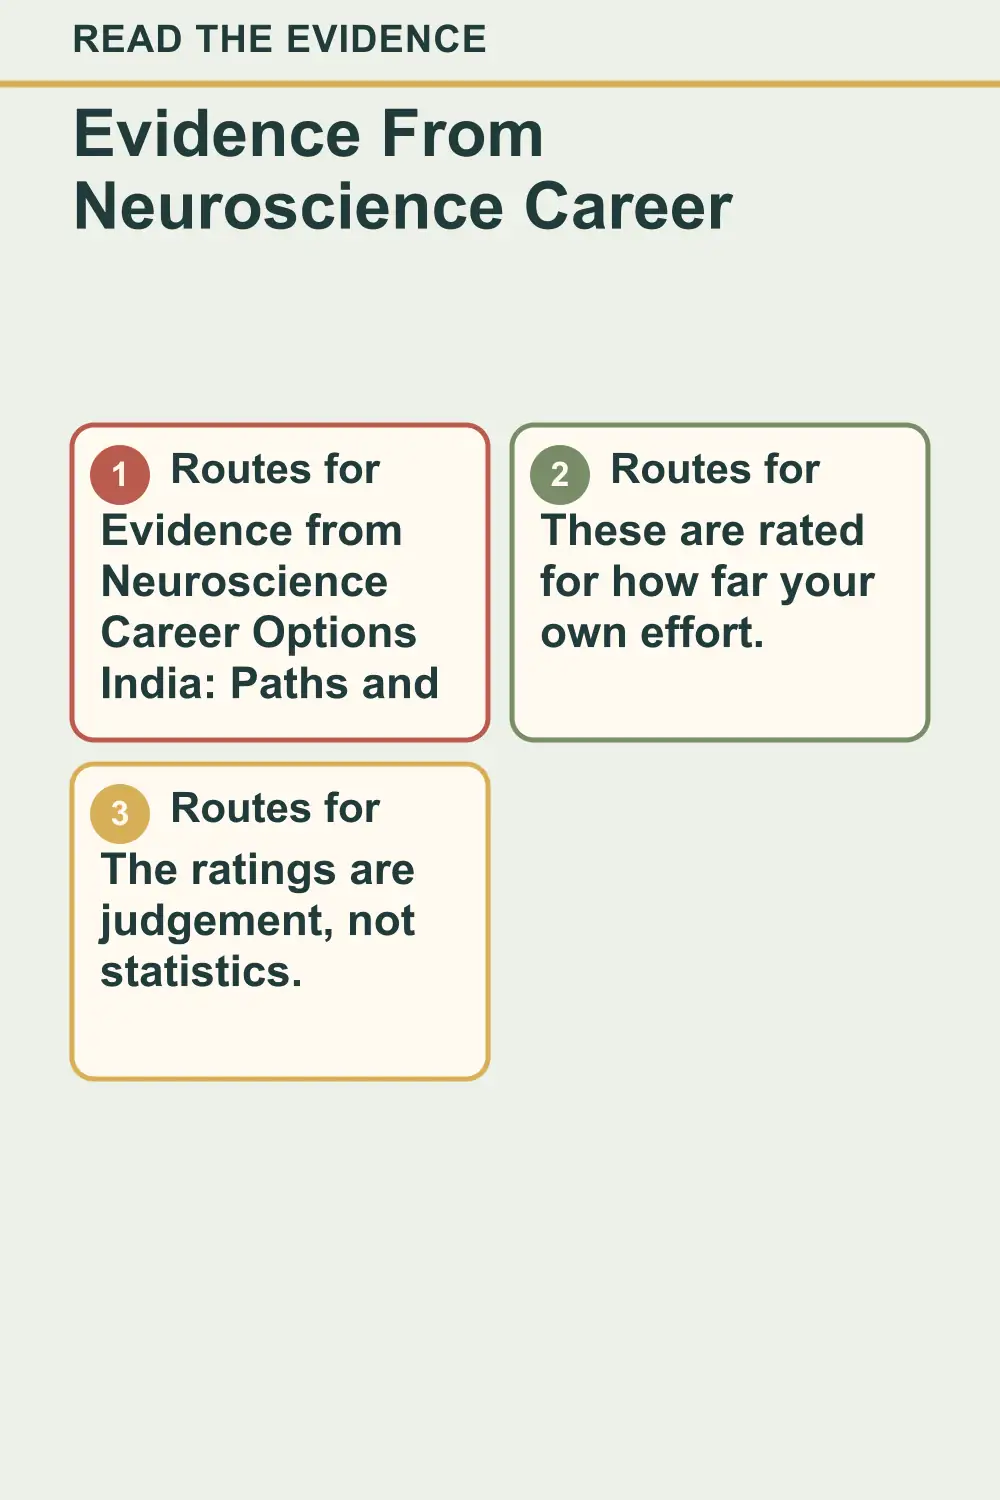 READ THE EVIDENCE
Evidence From
Neuroscience Career
1 Routes for
Evidence from
Neuroscience
Career Options
India: Paths and
2 Routes for
These are rated
for how far your
own effort.
3 Routes for
The ratings are
judgement, not
statistics.